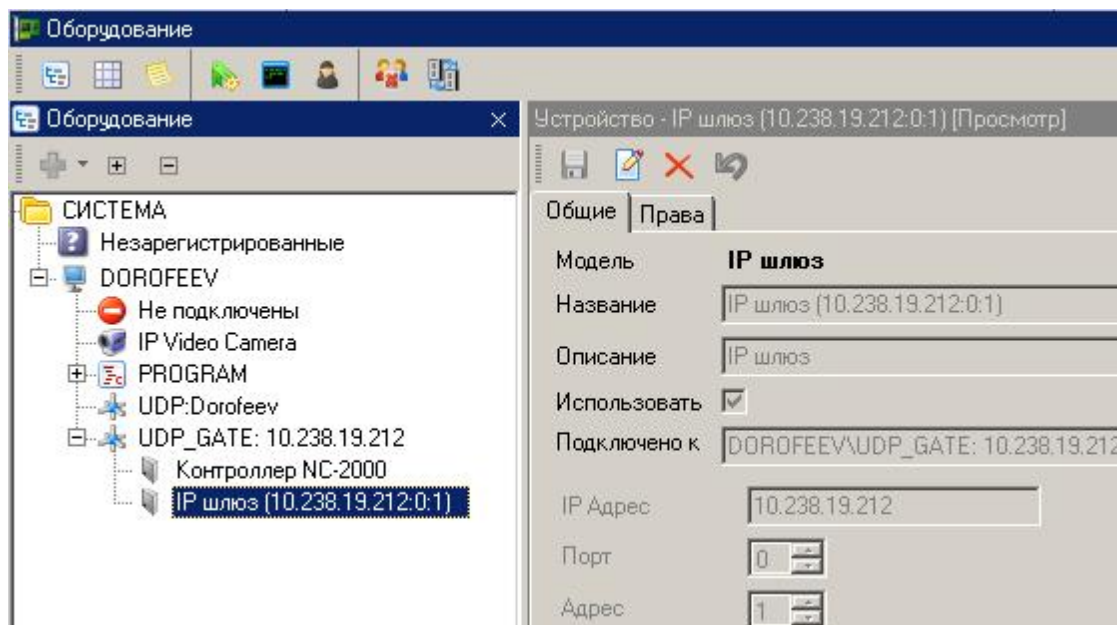 Оборудование
Оборудование
СИСТЕМА
Незарегистрированные
DOROFEEV
Не подключены
IP Video Camera
PROGRAM
UDP:Dorofeev
UDP_GATE: 10.238.19.212
Контроллер NC-2000
IP шлюз (10.238.19.212:0:1)
Устройство - IP шлюз (10.238.19.212:0:1) [Просмотр]
Общие Права
Модель IP шлюз
Название IP шлюз (10.238.19.212:0:1)
Описание IP шлюз
Использовать
Подключено к DOROFEEV\UDP_GATE: 10.238.19.212
IP Адрес 10.238.19.212
Порт 0
Адрес 1